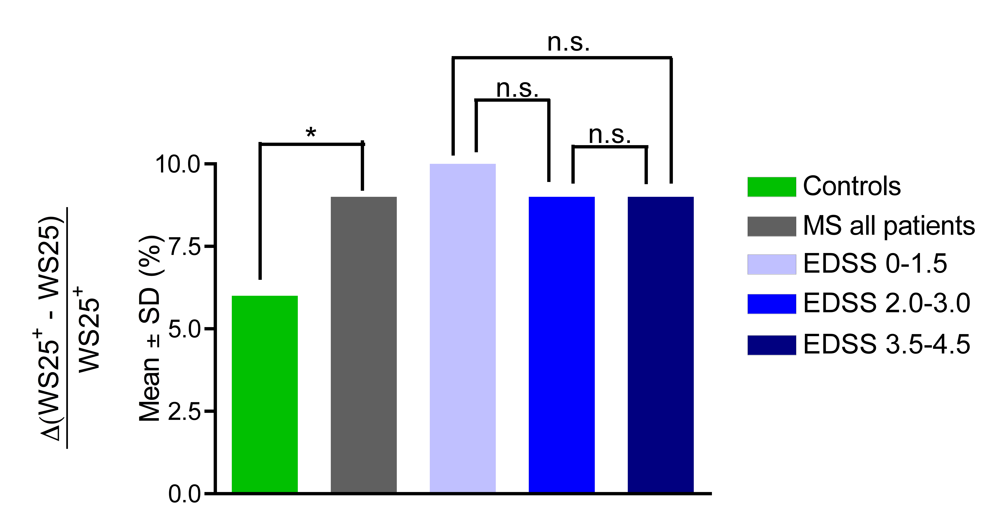 n.s.
n.s.
n.s.
*
10.0
7.5
5.0
2.5
0.0
Δ(WS25⁺ - WS25)
WS25⁺
Mean ± SD (%)
Controls
MS all patients
EDSS 0-1.5
EDSS 2.0-3.0
EDSS 3.5-4.5